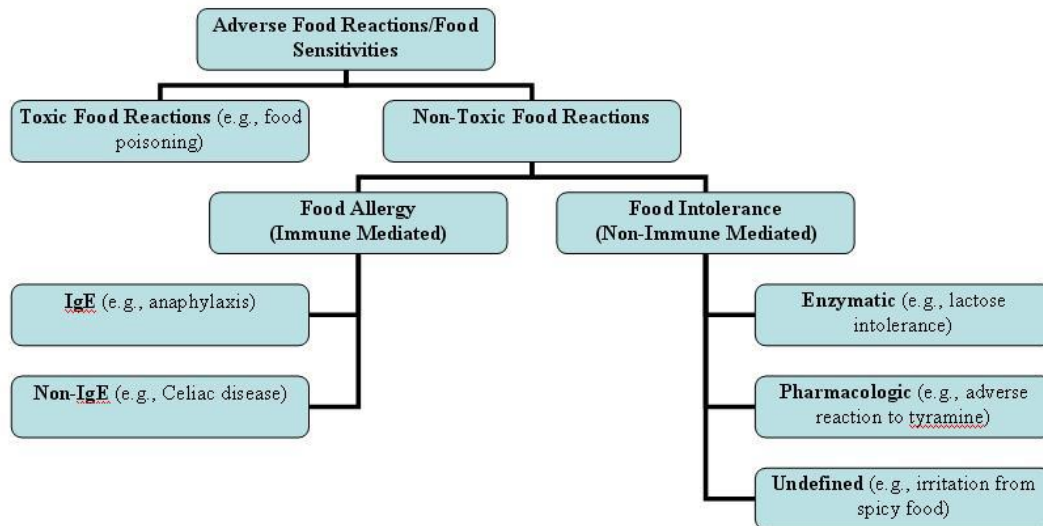 Adverse Food Reactions/Food
Sensitivities
Toxic Food Reactions (e.g., food
poisoning)
Non-Toxic Food Reactions
Food Allergy
(Immune Mediated)
Food Intolerance
(Non-Immune Mediated)
IgE (e.g., anaphylaxis)
Non-IgE (e.g., Celiac disease)
Enzymatic (e.g., lactose
intolerance)
Pharmacologic (e.g., adverse
reaction to tyramine)
Undefined (e.g., irritation from
spicy food)